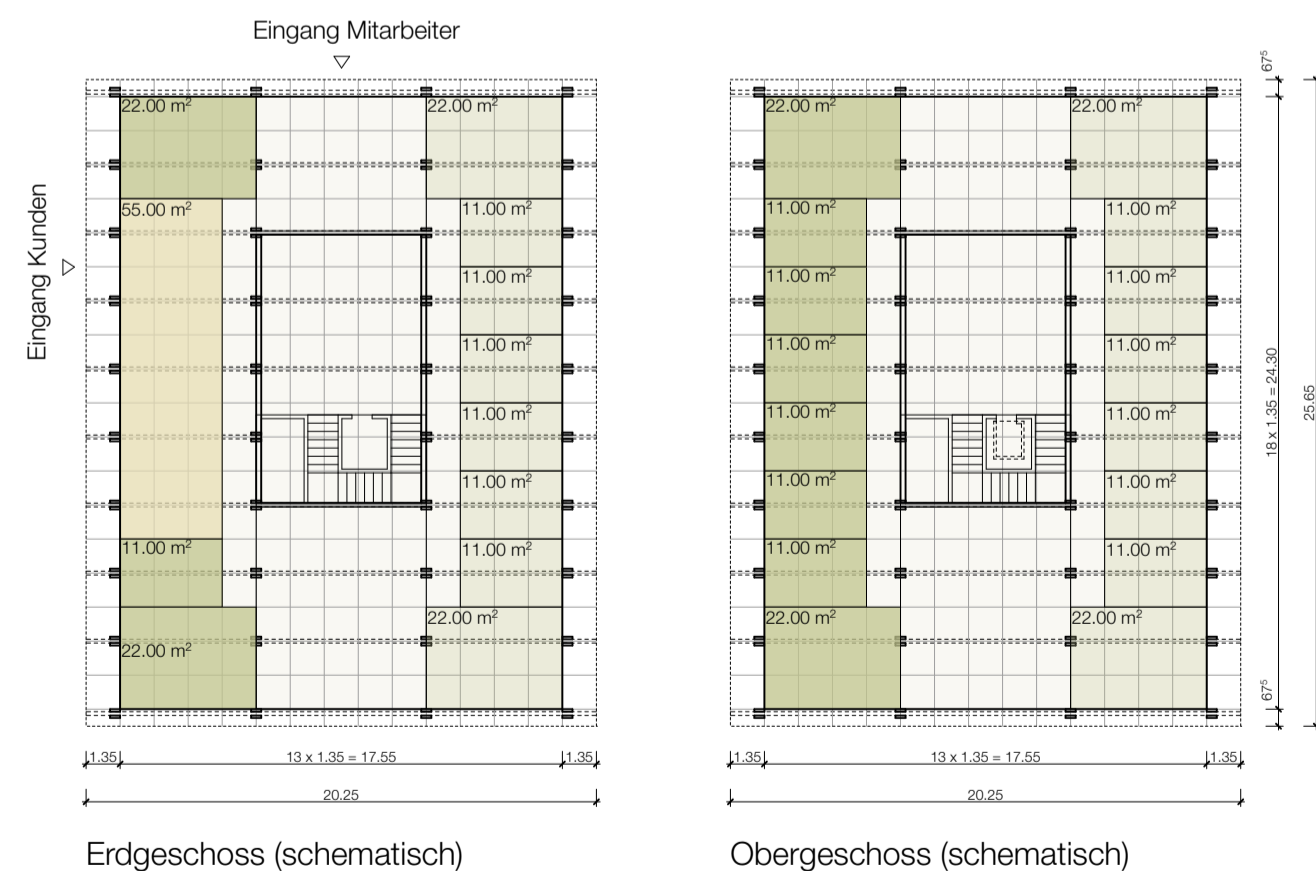 Eingang Mitarbeiter
Eingang Kunden
22.00 m²
22.00 m²
55.00 m²
11.00 m²
11.00 m²
11.00 m²
11.00 m²
11.00 m²
11.00 m²
11.00 m²
22.00 m²
22.00 m²
1.35
13 x 1.35 = 17.55
1.35
20.25
Erdgeschoss (schematisch)
22.00 m²
22.00 m²
11.00 m²
11.00 m²
11.00 m²
11.00 m²
11.00 m²
11.00 m²
11.00 m²
11.00 m²
11.00 m²
11.00 m²
11.00 m²
11.00 m²
22.00 m²
22.00 m²
67⁵
18 x 1.35 = 24.30
25.65
67⁵
1.35
13 x 1.35 = 17.55
1.35
20.25
Obergeschoss (schematisch)